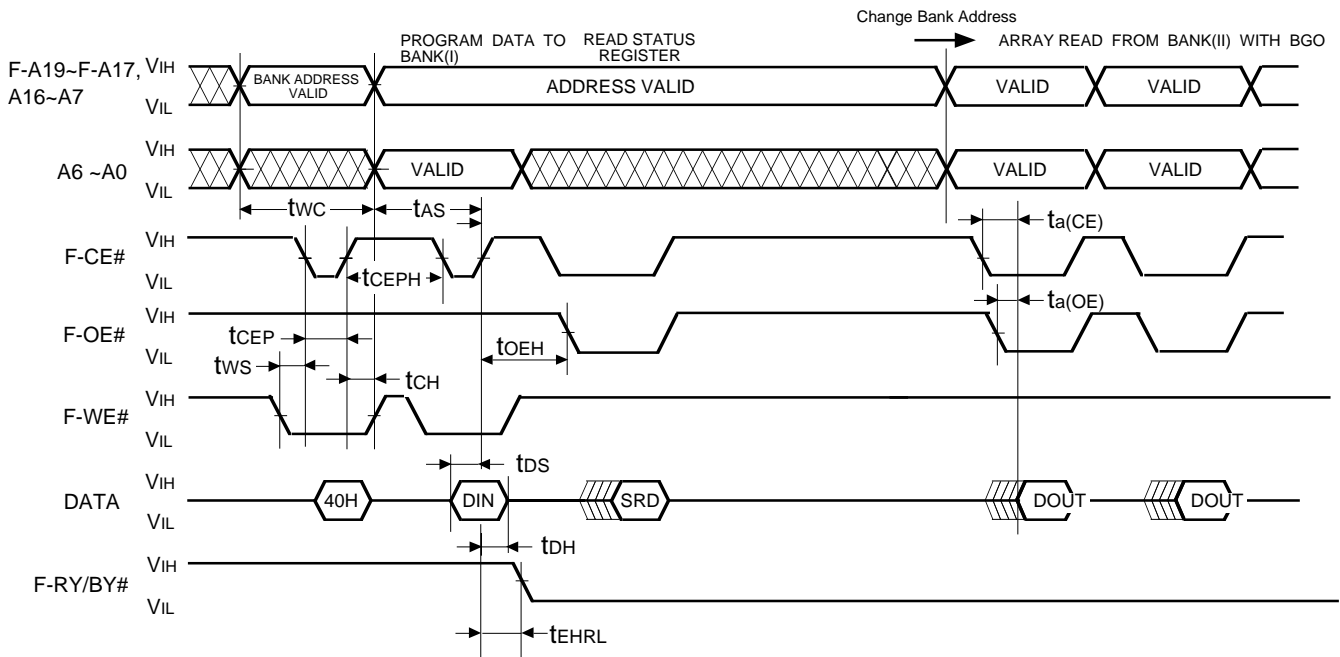 Change Bank Address
PROGRAM DATA TO BANK(I)
READ STATUS REGISTER
ARRAY READ FROM BANK(II) WITH BGO
F-A19~F-A17, A16~A7
VIH
VIL
BANK ADDRESS VALID
ADDRESS VALID
VALID
VALID
A6 ~A0
VIH
VIL
VALID
VALID
VALID
tWC
tAS
ta(CE)
F-CE#
VIH
VIL
tCEPH
ta(OE)
F-OE#
VIH
VIL
tCEP
tOEH
tWS
tCH
F-WE#
VIH
VIL
tDS
DATA
VIH
VIL
40H
DIN
SRD
DOUT
DOUT
tDH
F-RY/BY#
VIH
VIL
tEHRL